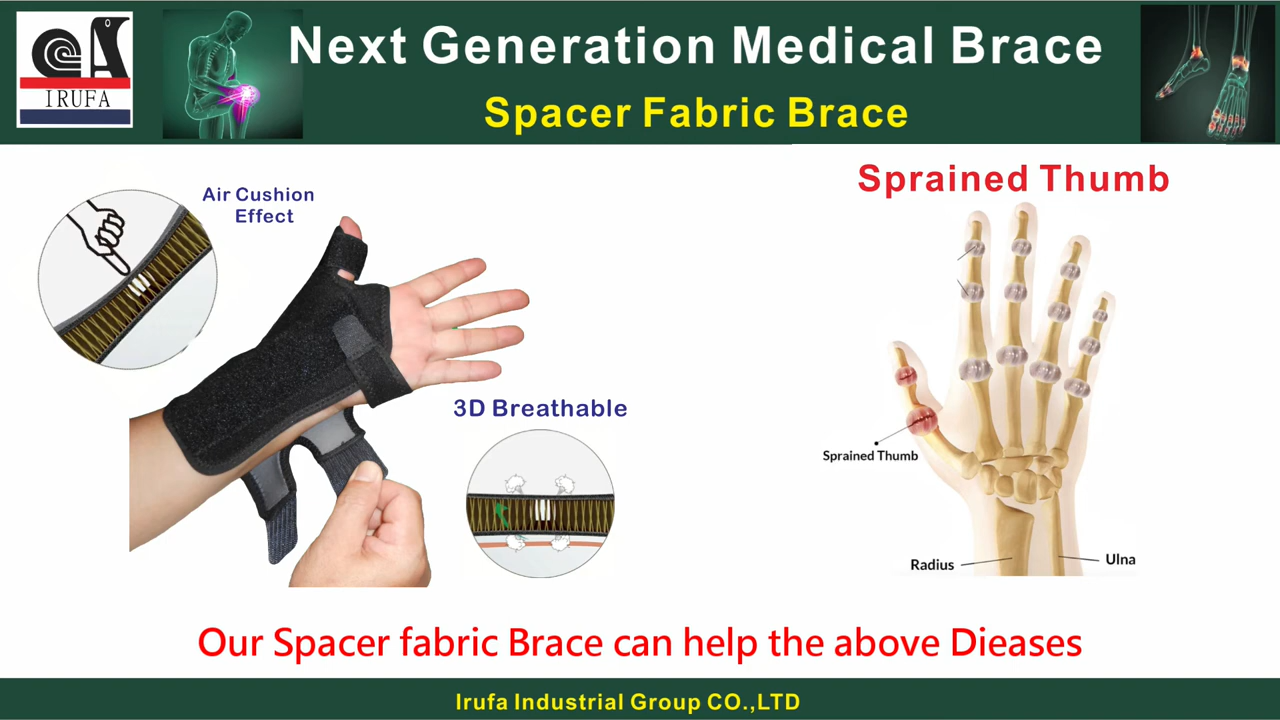 IRUFA
Next Generation Medical Brace
Spacer Fabric Brace
Air Cushion
Effect
Sprained Thumb
3D Breathable
Sprained Thumb
Radius
Ulna
Our Spacer fabric Brace can help the above Dieases
Irufa Industrial Group CO.,LTD